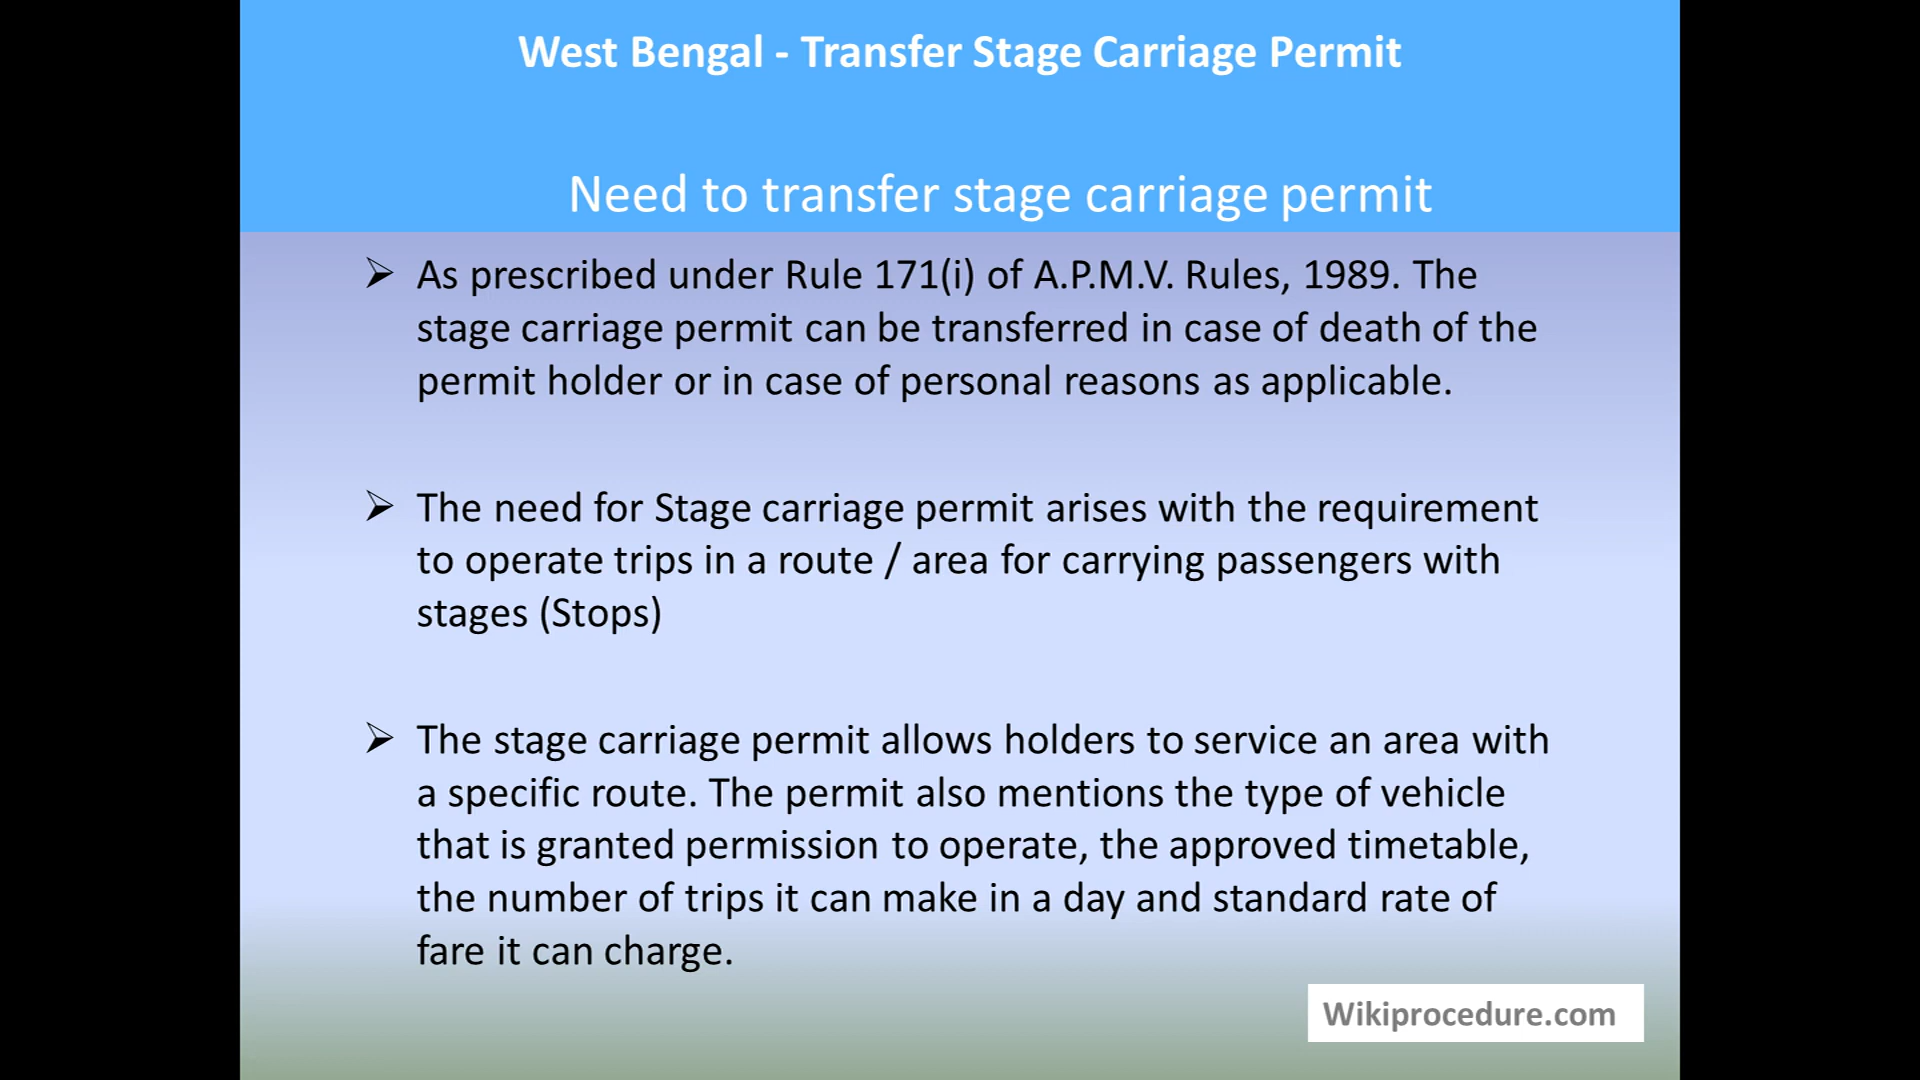 West Bengal - Transfer Stage Carriage Permit
Need to transfer stage carriage permit
➢ As prescribed under Rule 171(i) of A.P.M.V. Rules, 1989. The
stage carriage permit can be transferred in case of death of the
permit holder or in case of personal reasons as applicable.
➢ The need for Stage carriage permit arises with the requirement
to operate trips in a route / area for carrying passengers with
stages (Stops)
➢ The stage carriage permit allows holders to service an area with
a specific route. The permit also mentions the type of vehicle
that is granted permission to operate, the approved timetable,
the number of trips it can make in a day and standard rate of
fare it can charge.
Wikiprocedure.com